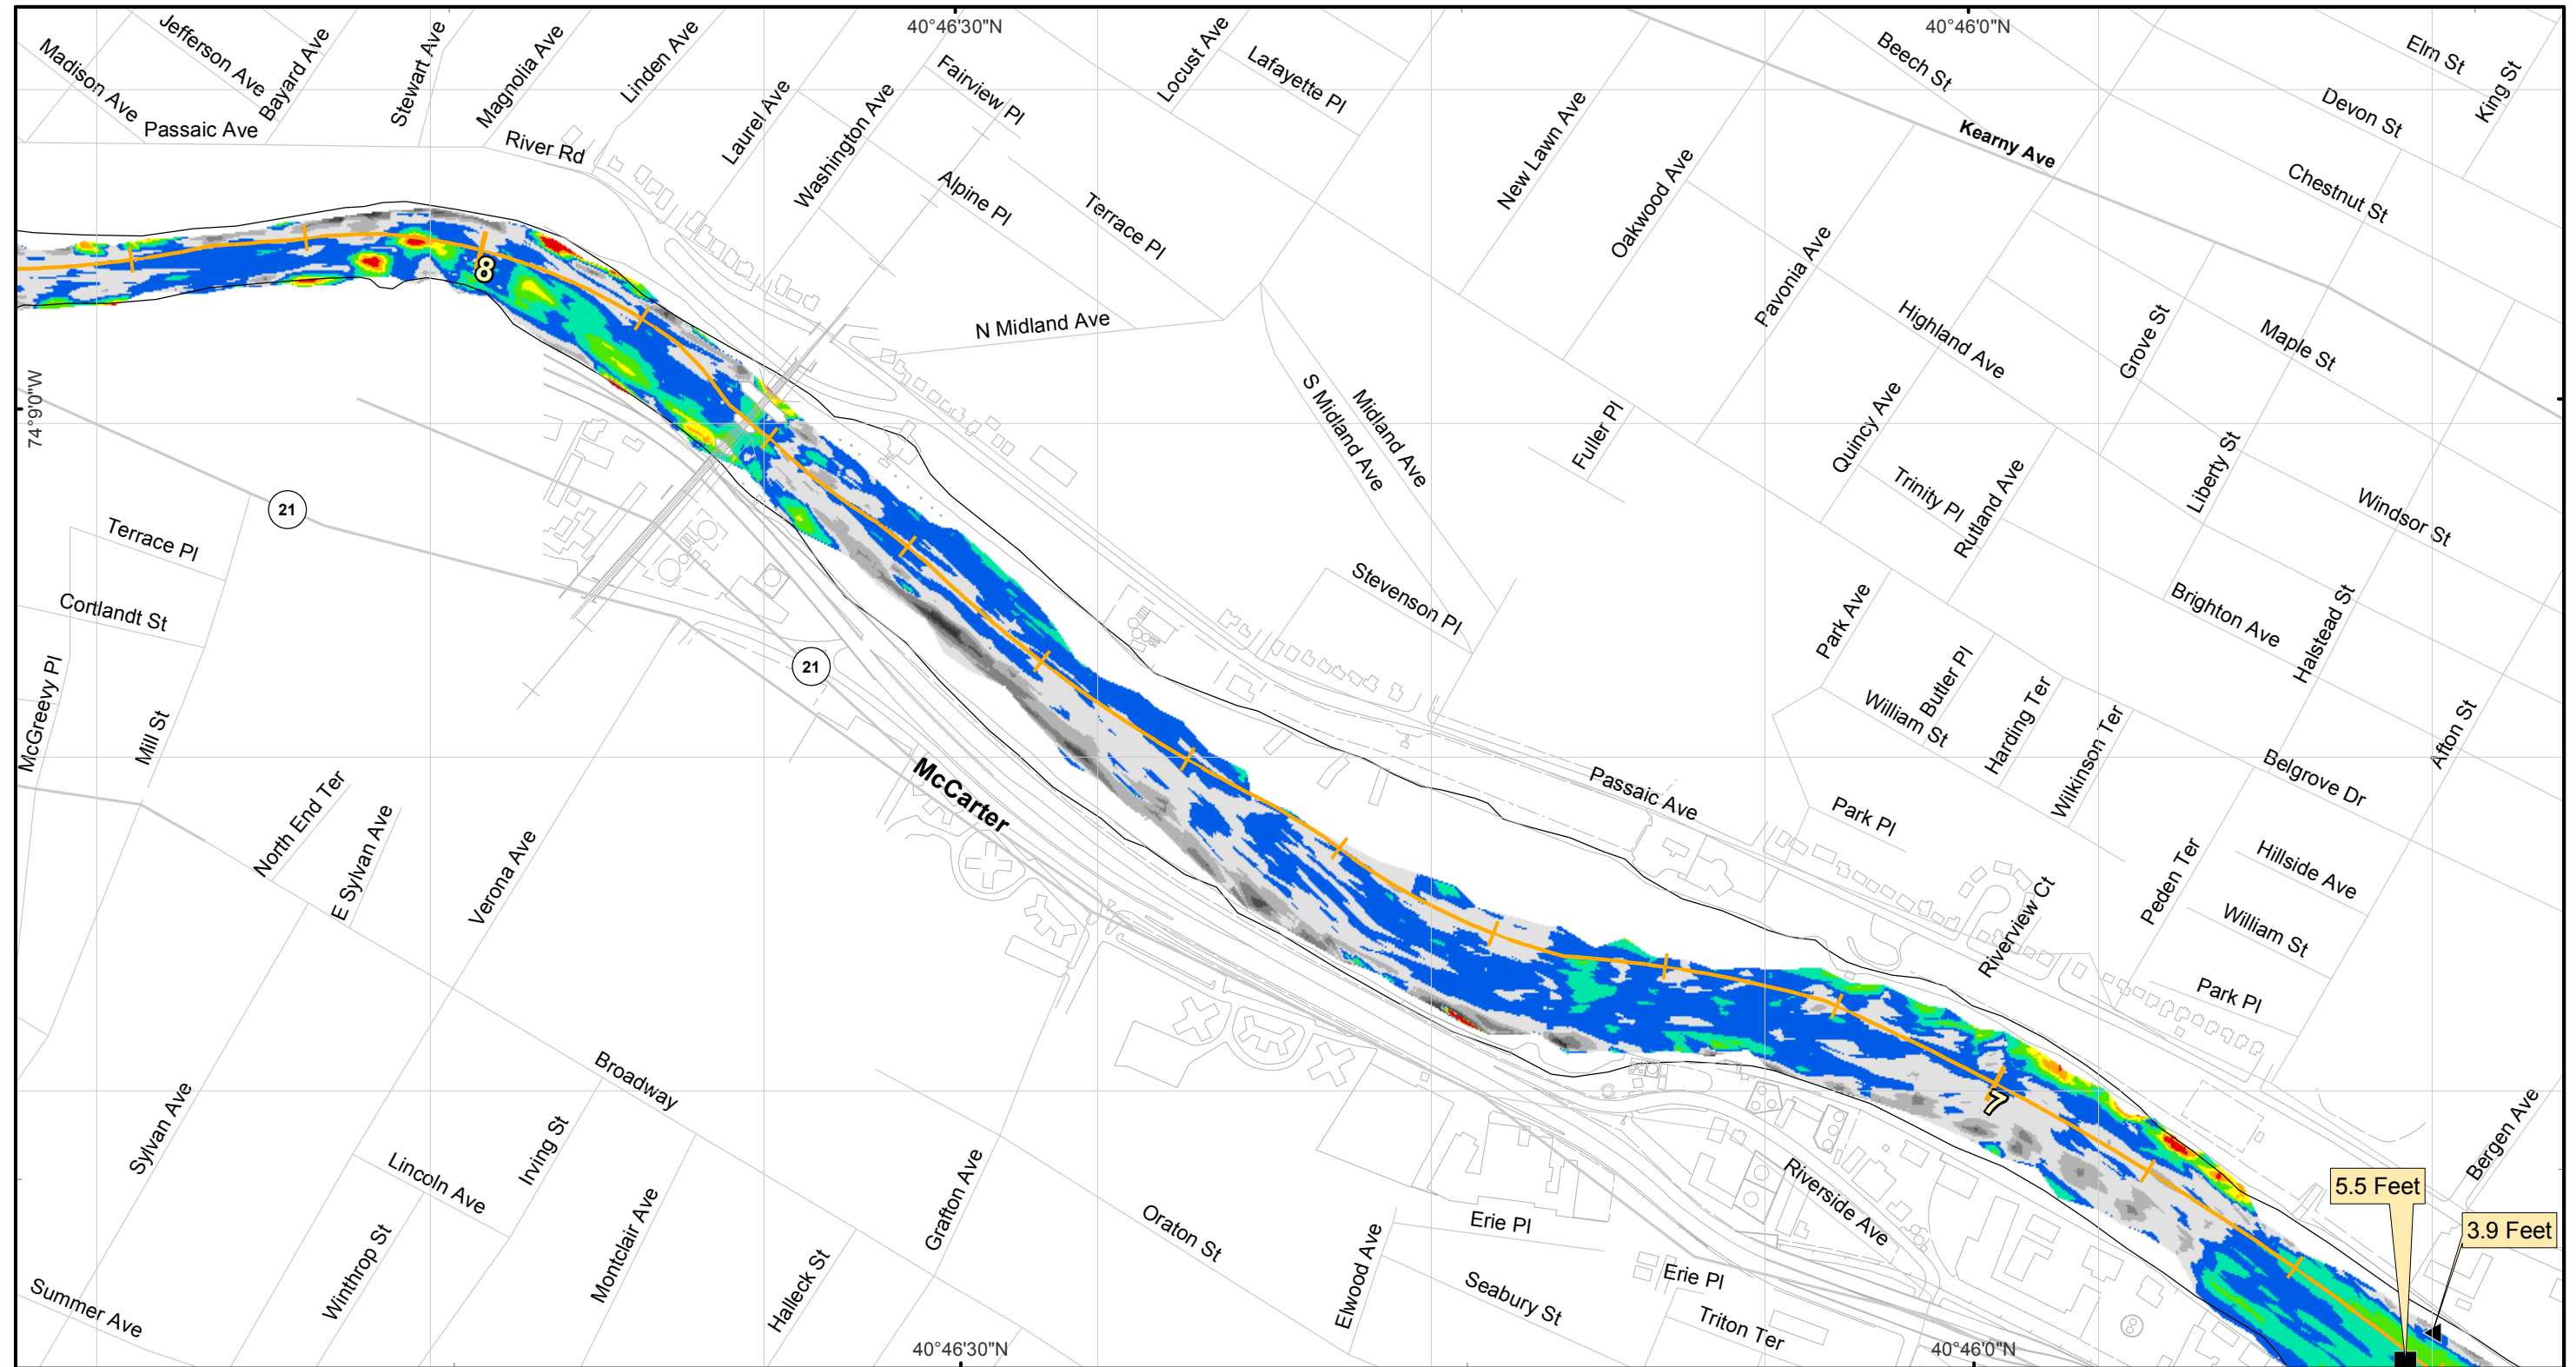 40°46'30"N
40°46'0"N
Madison Ave
Jefferson Ave
Bayard Ave
Stewart Ave
Magnolia Ave
Linden Ave
Laurel Ave
Washington Ave
Fairview Pl
Locust Ave
Lafayette Pl
New Lawn Ave
Oakwood Ave
Beech St
Kearny Ave
Elm St
King St
Devon St
Chestnut St
Passaic Ave
River Rd
Alpine Pl
Terrace Pl
Pavonia Ave
8
N Midland Ave
Highland Ave
Grove St
Maple St
74°9'0"W
S Midland Ave
Midland Ave
Fuller Pl
Quincy Ave
Trinity Pl
Rutland Ave
Liberty St
Windsor St
21
Terrace Pl
Cortlandt St
Stevenson Pl
Park Ave
Brighton Ave
Halstead St
21
McGreevy Pl
Mill St
William St
Butler Pl
Harding Ter
Wilkinson Ter
Belgrove Dr
Afton St
McCarter
Passaic Ave
Park Pl
North End Ter
E Sylvan Ave
Verona Ave
Peden Ter
Hillside Ave
Riverview Ct
William St
Park Pl
7
Broadway
Sylvan Ave
Irving St
Lincoln Ave
Bergen Ave
Riverside Ave
5.5 Feet
3.9 Feet
Grafton Ave
Oraton St
Erie Pl
Winthrop St
Montclair Ave
Halleck St
Elwood Ave
Erie Pl
Seabury St
Triton Ter
Summer Ave
40°46'30"N
40°46'0"N